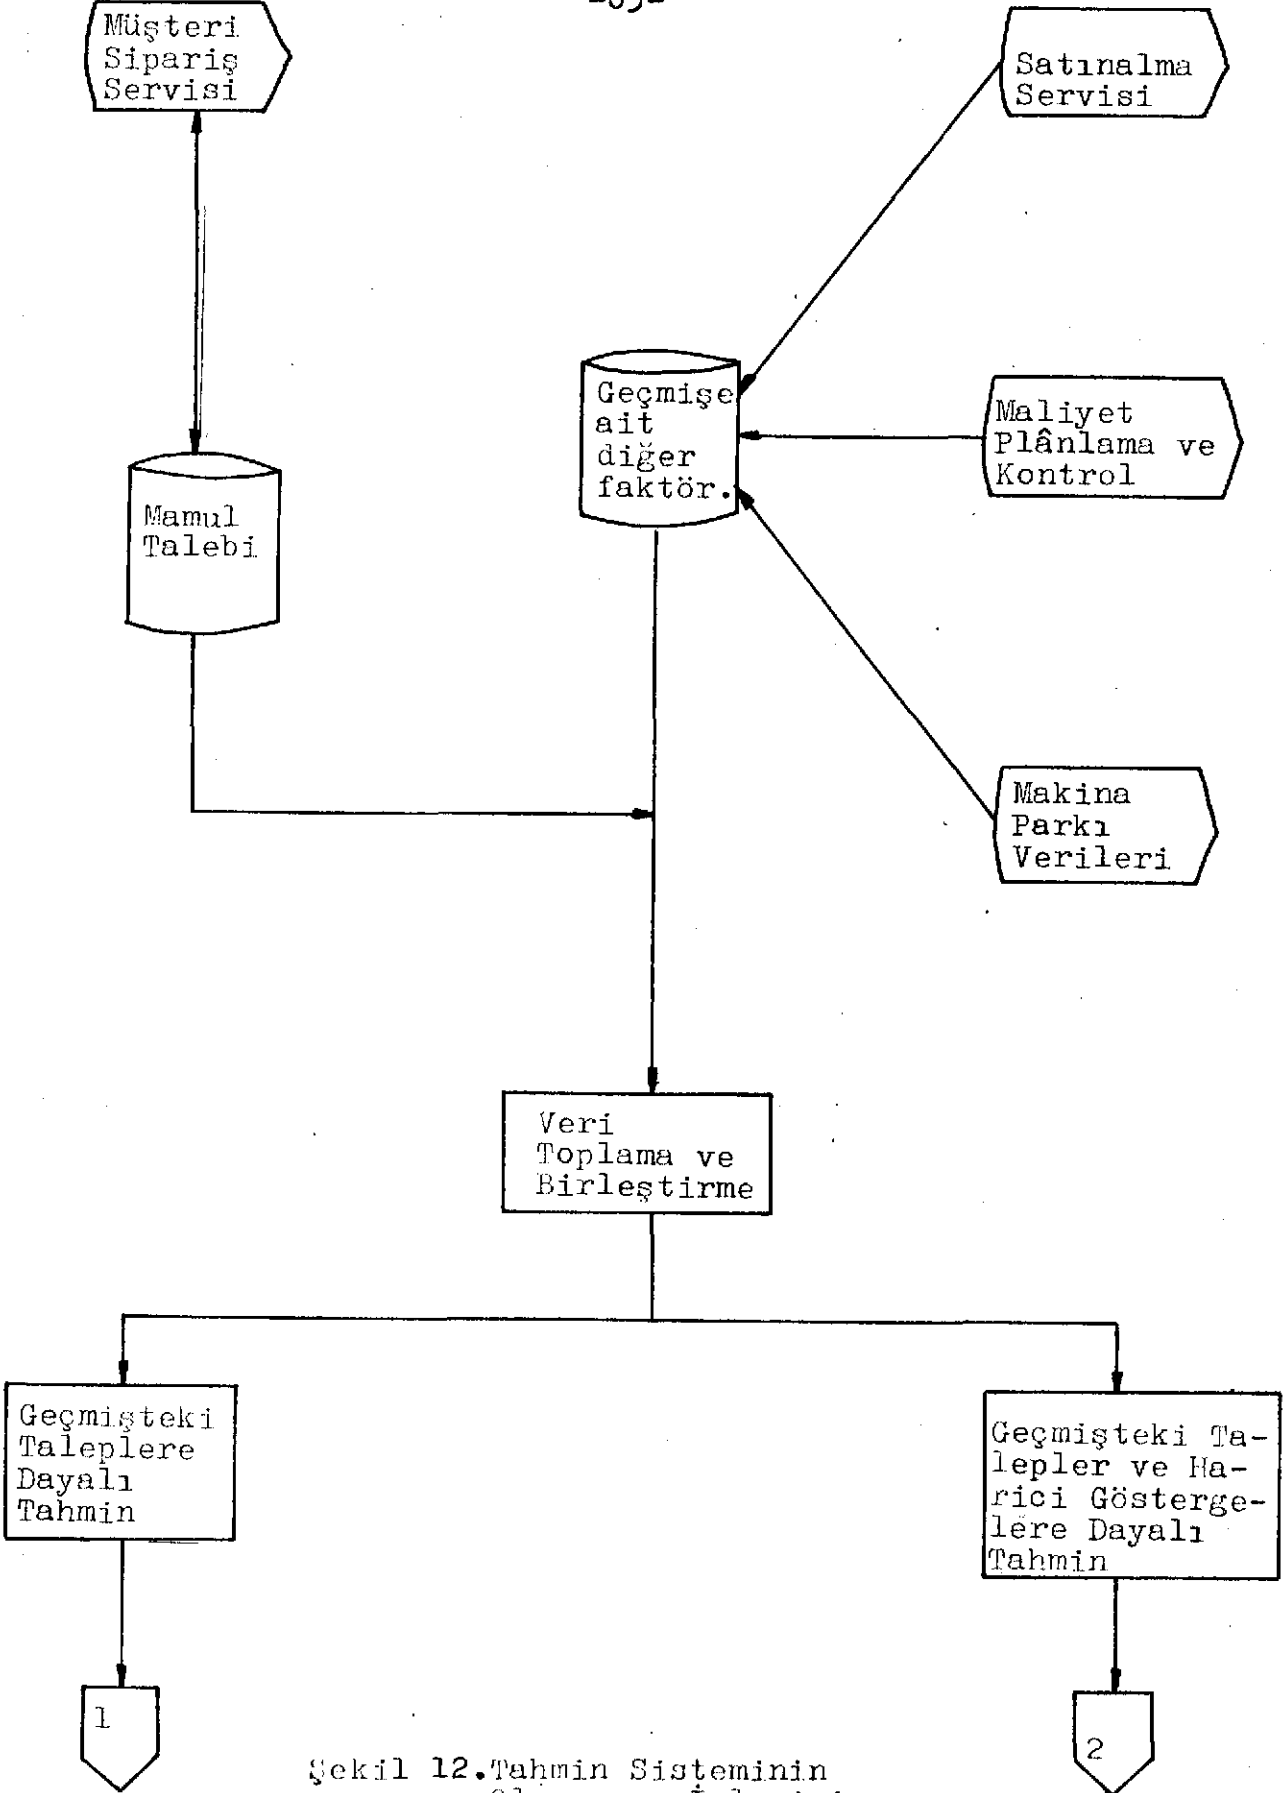 Müşteri
Sipariş
Servisi
Satınalma
Servisi
Geçmişe
ait
diğer
faktör.
Maliyet
Plânlama ve
Kontrol
Mamul
Talebi
Makina
Parkı
Verileri
Veri
Toplama ve
Birleştirme
Geçmişteki
Taleplere
Dayalı
Tahmin
Geçmişteki Ta-
lepler ve Ha-
rici Gösterge-
lere Dayalı
Tahmin
1
2
Şekil 12.Tahmin Sisteminin